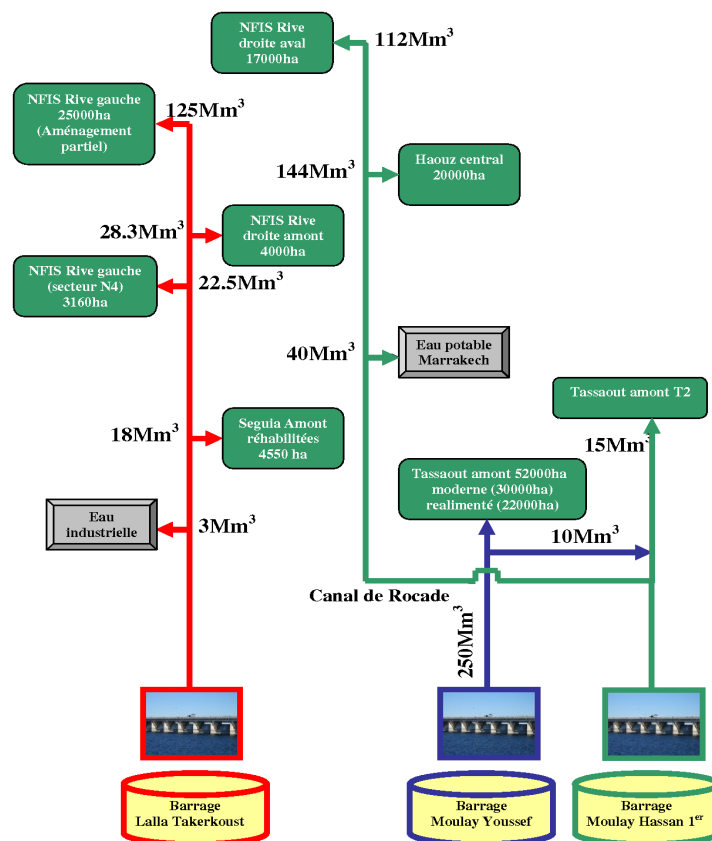 NFIS Rive
droite aval
17000ha
112Mm³
NFIS Rive gauche
25000ha
(Aménagement
partiel)
125Mm³
Haouz central
20000ha
144Mm³
NFIS Rive
droite amont
4000ha
28.3Mm³
NFIS Rive gauche
(secteur N4)
3160ha
22.5Mm³
Eau potable
Marrakech
40Mm³
Tassaout amont T2
15Mm³
Seguia Amont
réhabilitées
4550 ha
18Mm³
Tassaout amont 52000ha
moderne (30000ha)
realimenté (22000ha)
Eau
industrielle
3Mm³
10Mm³
Canal de Rocade
250Mm³
Barrage
Lalla Takerkoust
Barrage
Moulay Youssef
Barrage
Moulay Hassan 1er